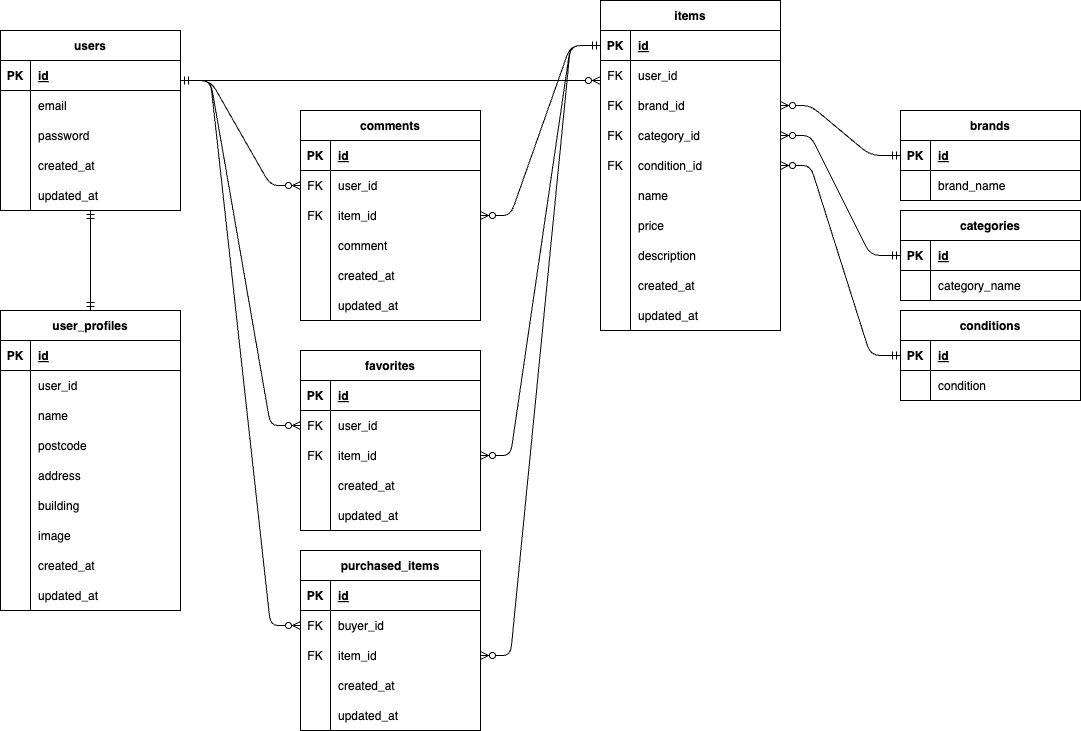 users
PK id
email
password
created_at
updated_at
user_profiles
PK id
user_id
name
postcode
address
building
image
created_at
updated_at
comments
PK id
FK user_id
FK item_id
comment
created_at
updated_at
favorites
PK id
FK user_id
FK item_id
created_at
updated_at
purchased_items
PK id
FK buyer_id
FK item_id
created_at
updated_at
items
PK id
FK user_id
FK brand_id
FK category_id
FK condition_id
name
price
description
created_at
updated_at
brands
PK id
brand_name
categories
PK id
category_name
conditions
PK id
condition